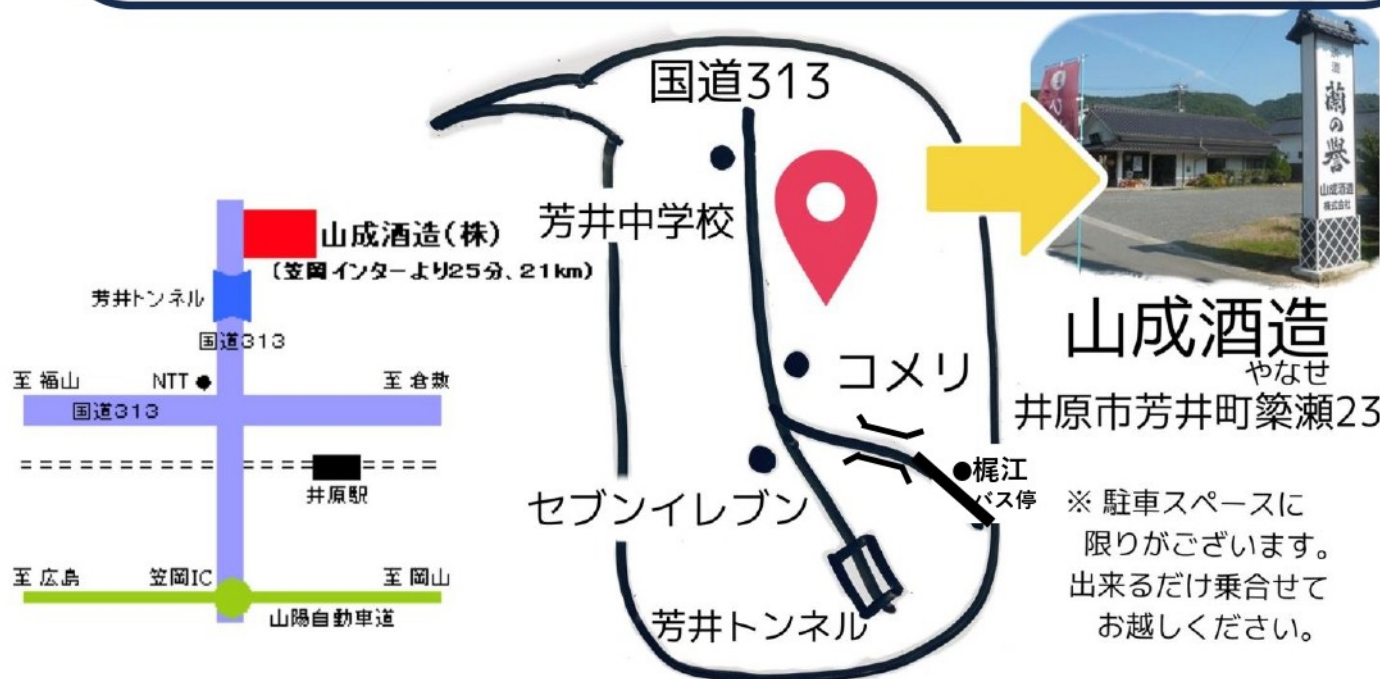 山成酒造(株)
(笠岡インターより25分、21km)
芳井トンネル
国道313
至 福山
NTT
至 倉敷
国道313
井原駅
至 広島
笠岡IC
至 岡山
山陽自動車道
国道313
芳井中学校
コメリ
セブンイレブン
梶江
バス停
芳井トンネル
蘭の誉
山成酒造
株式会社
山成酒造
やなせ
井原市芳井町簗瀬23
※ 駐車スペースに
限りがございます。
出来るだけ乗合せて
お越しください。